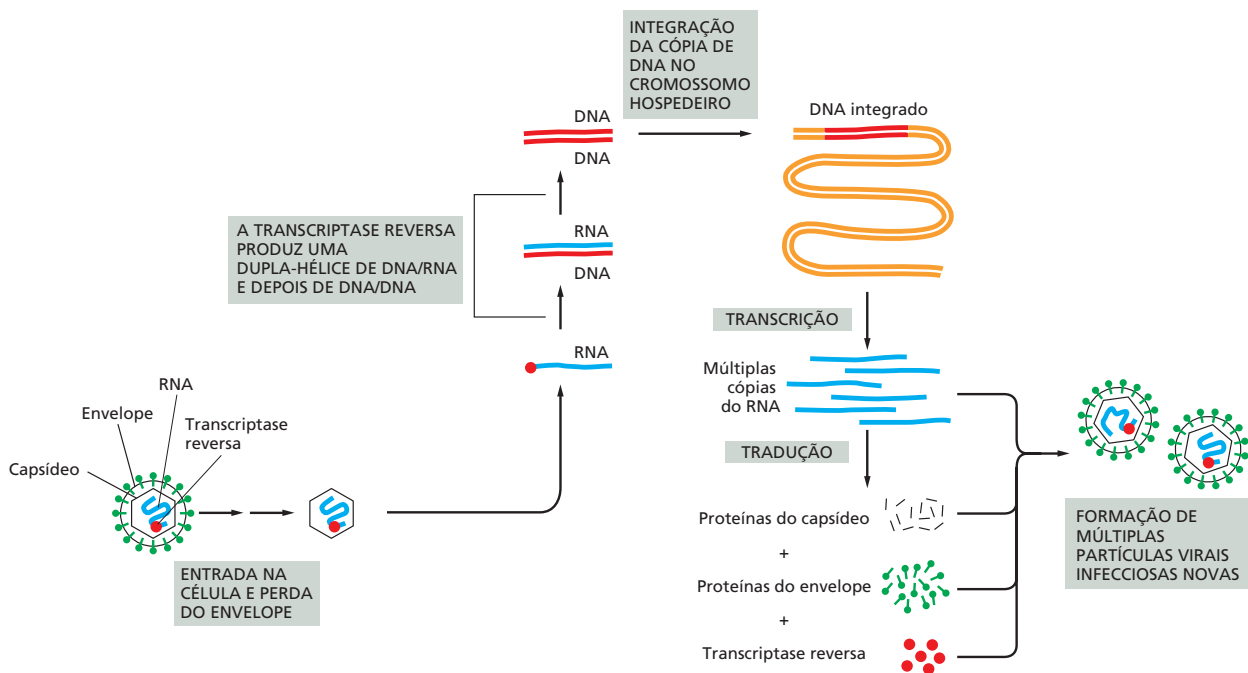 INTEGRAÇÃO
DA CÓPIA DE
DNA NO
CROMOSSOMO
HOSPEDEIRO
DNA
DNA
DNA integrado
A TRANSCRIPTASE REVERSA
PRODUZ UMA
DUPLA-HÉLICE DE DNA/RNA
E DEPOIS DE DNA/DNA
RNA
DNA
RNA
RNA
Envelope
Transcriptase
reversa
Capsídeo
ENTRADA NA
CÉLULA E PERDA
DO ENVELOPE
TRANSCRIÇÃO
Múltiplas
cópias
do RNA
TRADUÇÃO
Proteínas do capsídeo
+
Proteínas do envelope
+
Transcriptase reversa
FORMAÇÃO DE
MÚLTIPLAS
PARTÍCULAS VIRAIS
INFECCIOSAS NOVAS